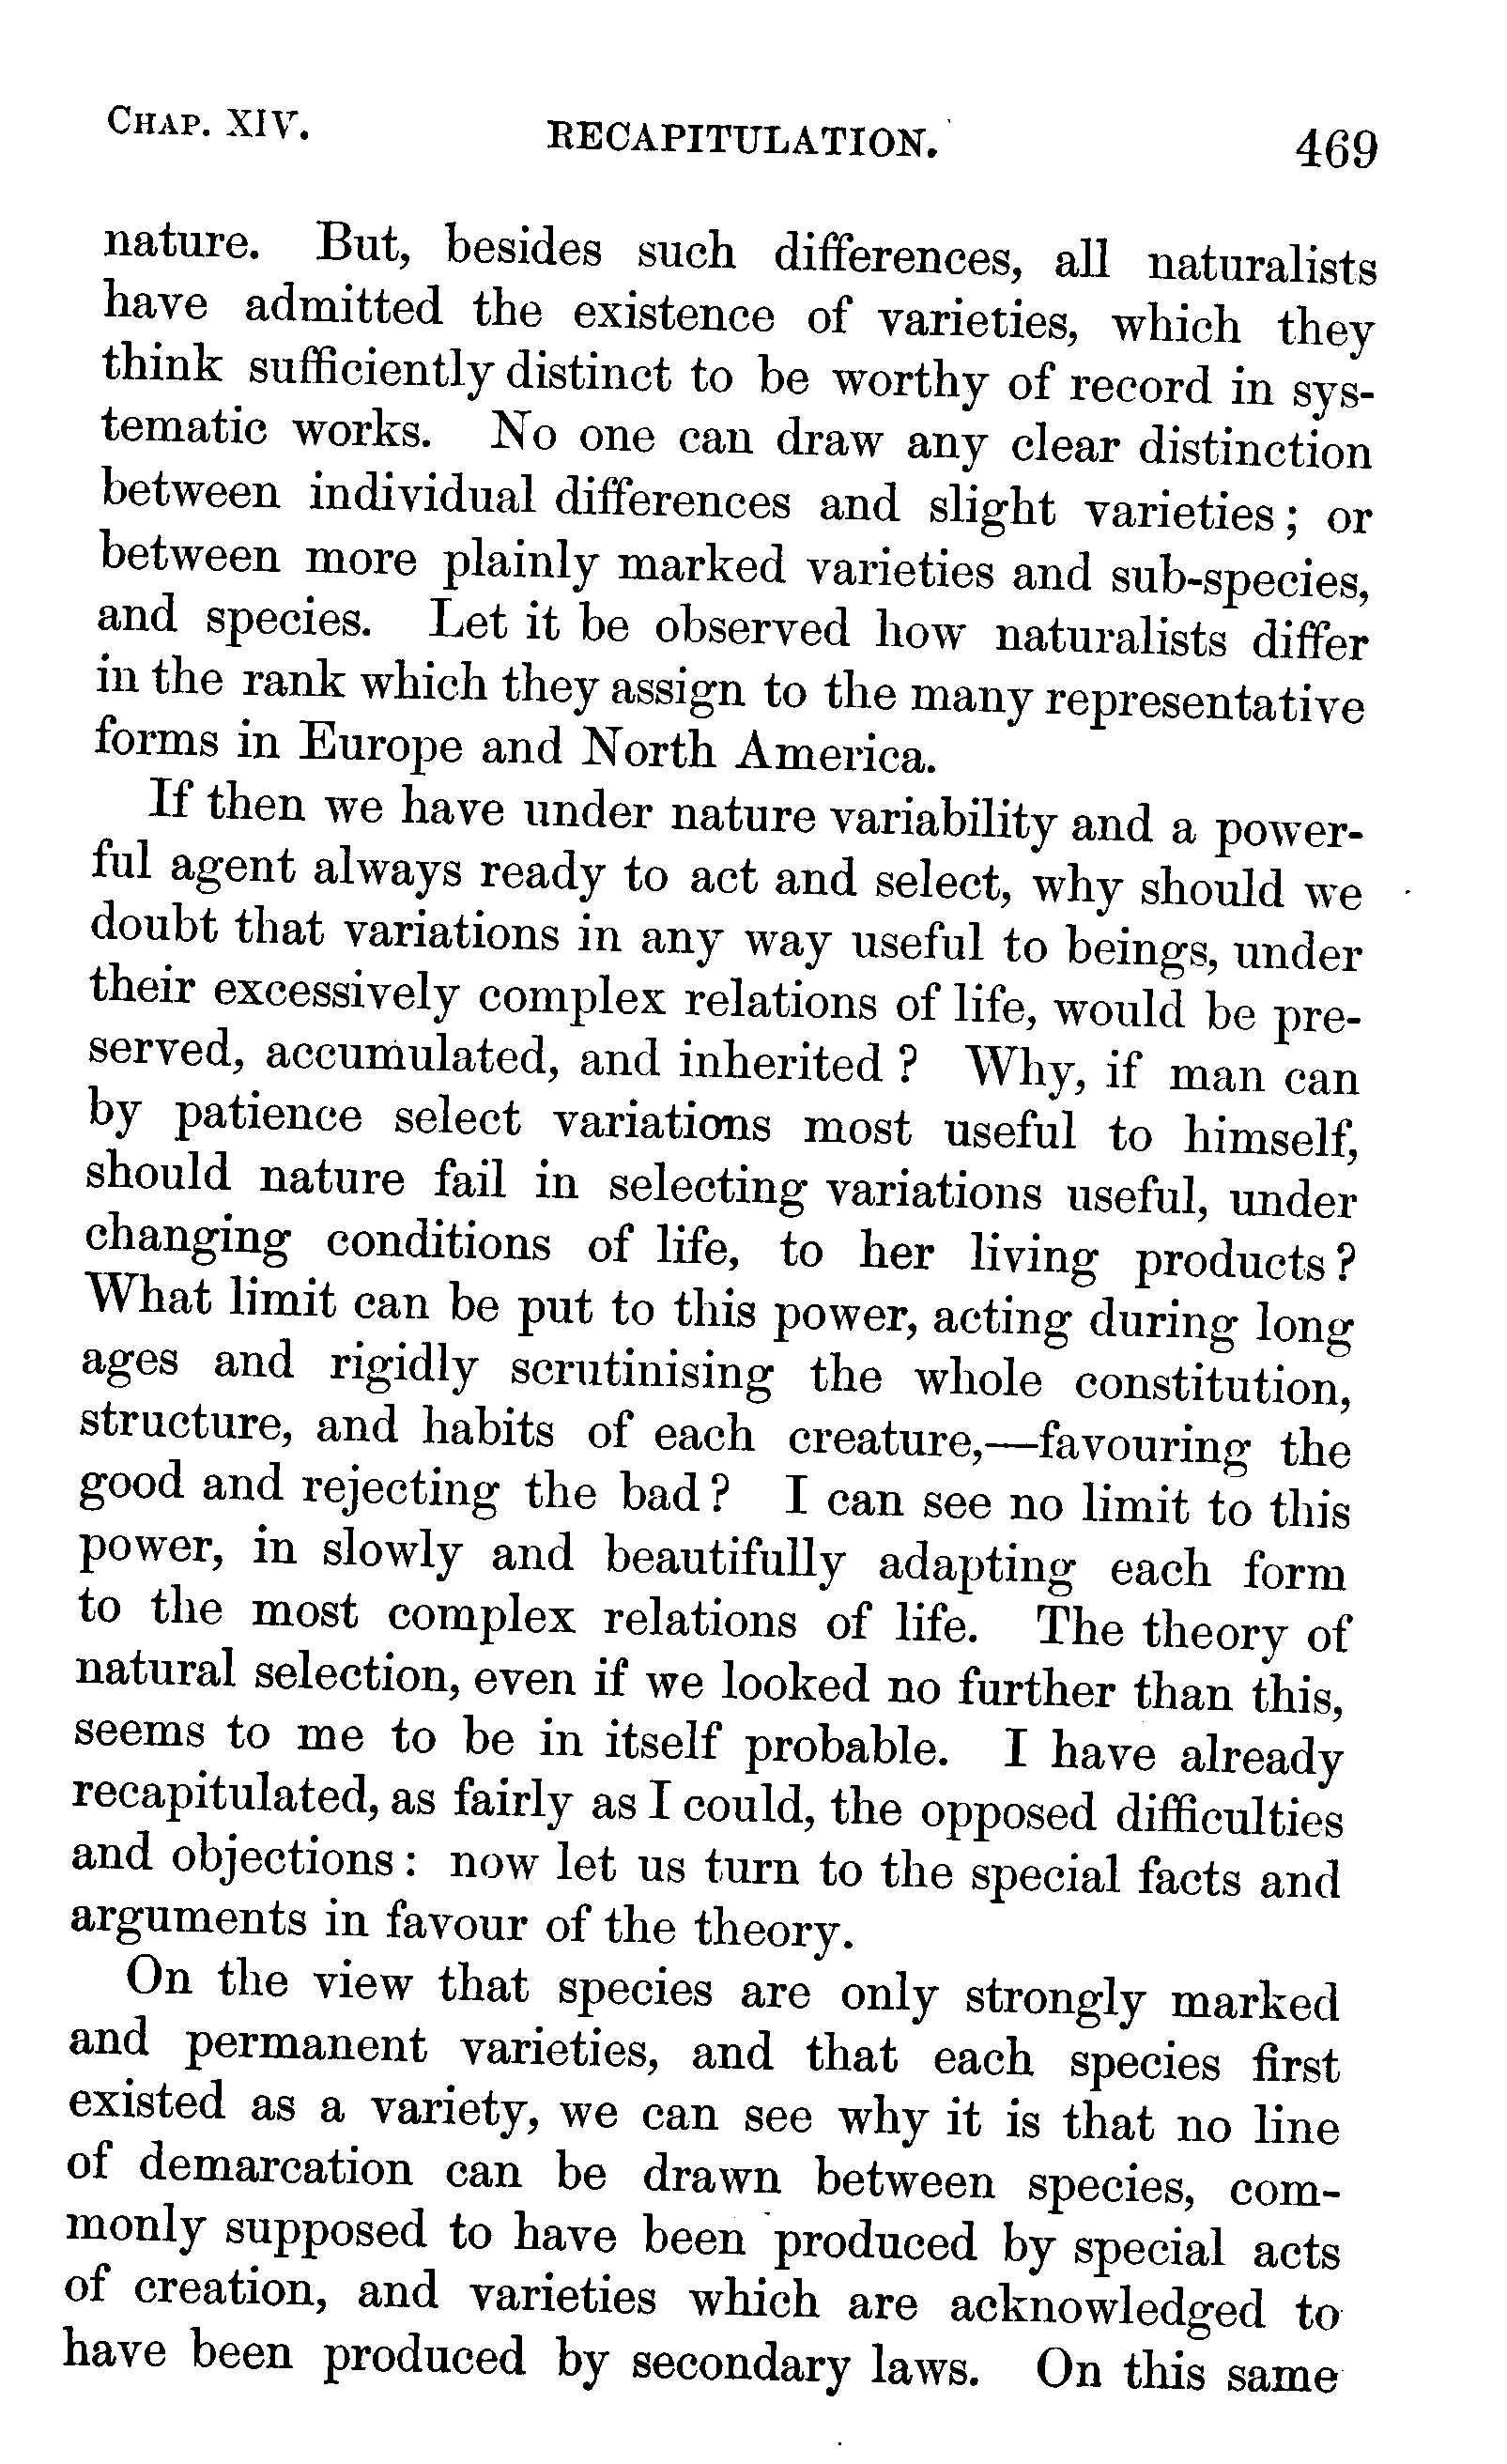 CHAP. XIV. RECAPITULATION. 469
nature. But, besides such differences, all naturalists
have admitted the existence of varieties, which they
think sufficiently distinct to be worthy of record in sys-
tematic works. No one can draw any clear distinction
between individual differences and slight varieties; or
between more plainly marked varieties and sub-species,
and species. Let it be observed how naturalists differ
in the rank which they assign to the many representative
forms in Europe and North America.
If then we have under nature variability and a power-
ful agent always ready to act and select, why should we
doubt that variations in any way useful to beings, under
their excessively complex relations of life, would be pre-
served, accumulated, and inherited? Why, if man can
by patience select variations most useful to himself,
should nature fail in selecting variations useful, under
changing conditions of life, to her living products?
What limit can be put to this power, acting during long
ages and rigidly scrutinising the whole constitution,
structure, and habits of each creature,—favouring the
good and rejecting the bad? I can see no limit to this
power, in slowly and beautifully adapting each form
to the most complex relations of life. The theory of
natural selection, even if we looked no further than this,
seems to me to be in itself probable. I have already
recapitulated, as fairly as I could, the opposed difficulties
and objections: now let us turn to the special facts and
arguments in favour of the theory.
On the view that species are only strongly marked
and permanent varieties, and that each species first
existed as a variety, we can see why it is that no line
of demarcation can be drawn between species, com-
monly supposed to have been produced by special acts
of creation, and varieties which are acknowledged to
have been produced by secondary laws. On this same